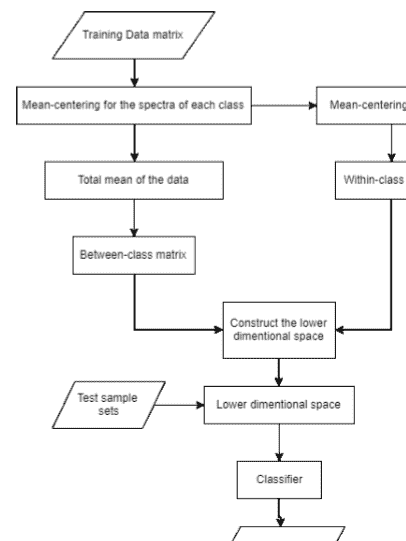 Training Data matrix
Mean-centering for the spectra of each class
Mean-centering
Total mean of the data
Within-class
Between-class matrix
Construct the lower
dimentional space
Test sample
sets
Lower dimentional space
Classifier